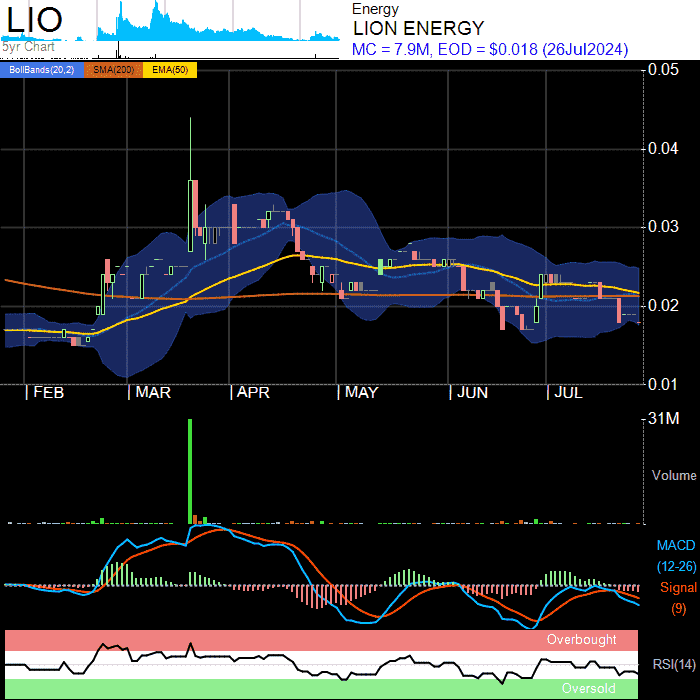 LIO
5yr Chart
Energy
LION ENERGY
MC = 7.9M, EOD = $0.018 (26Jul2024)
BollBands(20,2) SMA(200) EMA(50)
0.05
0.04
0.03
0.02
0.01
FEB MAR APR MAY JUN JUL
31M
Volume
MACD
(12-26)
Signal
(9)
Overbought
RSI(14)
Oversold